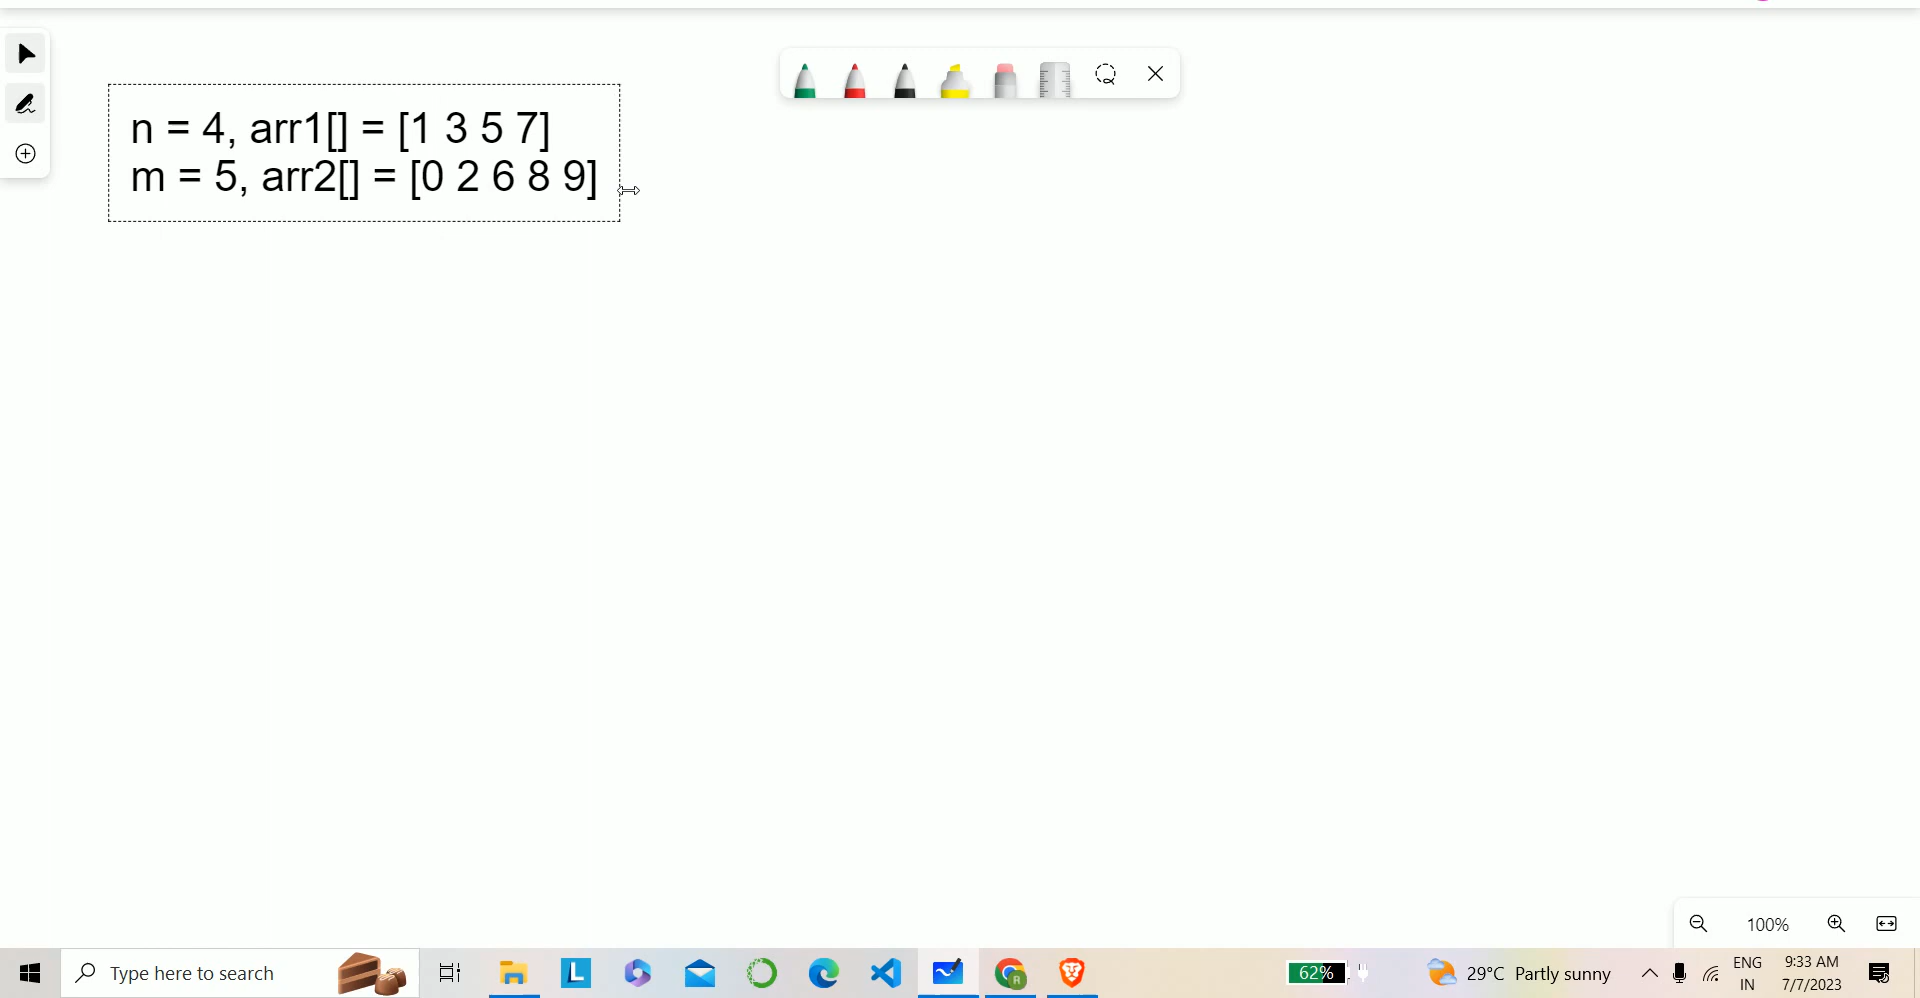 n = 4, arr1[] = [1 3 5 7]
m = 5, arr2[] = [0 2 6 8 9]
100%
Type here to search
L
R
62%
29°C Partly sunny
ENG
IN
9:33 AM
7/7/2023